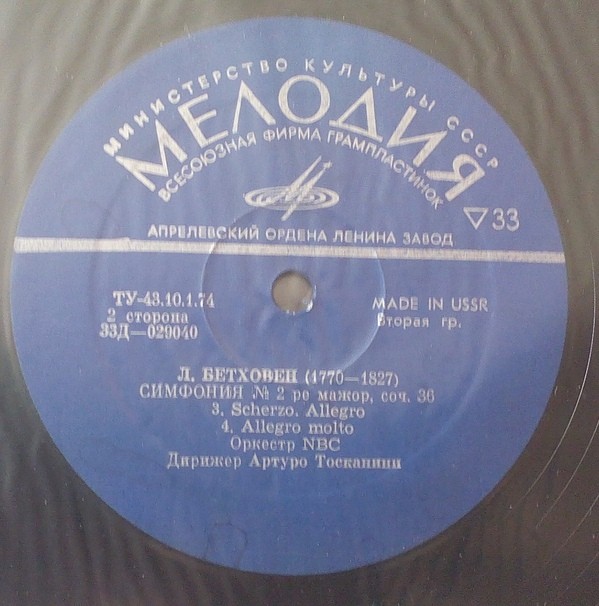 МИНИСТЕРСТВО КУЛЬТУРЫ СССР
МЕЛОДИЯ
ВСЕСОЮЗНАЯ ФИРМА ГРАМПЛАСТИНОК
33
АПРЕЛЕВСКИЙ ОРДЕНА ЛЕНИНА ЗАВОД
ТУ-43.10.1.74
2 сторона
33Д—029040
MADE IN USSR
Вторая гр.
Л. БЕТХОВЕН (1770—1827)
СИМФОНИЯ № 2 ре мажор, соч. 36
3. Scherzo. Allegro
4. Allegro molto
Оркестр NBC
Дирижер Артуро Тосканини